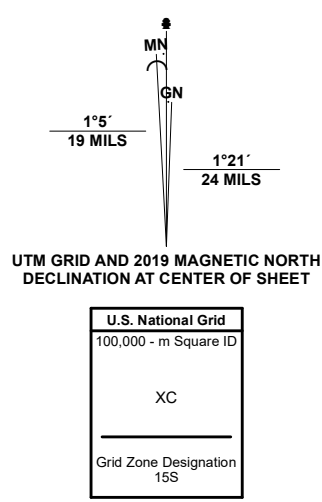 MN
GN
1°5´
19 MILS
1°21´
24 MILS
UTM GRID AND 2019 MAGNETIC NORTH
DECLINATION AT CENTER OF SHEET
U.S. National Grid
100,000 - m Square ID
XC
Grid Zone Designation
15S